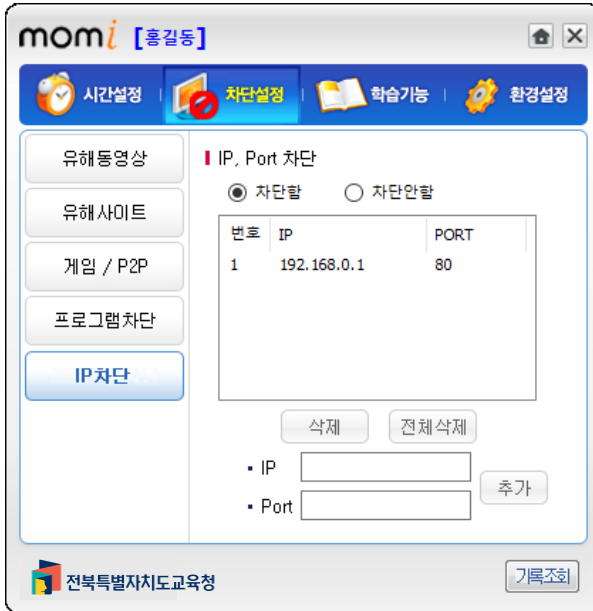 momi [홍길동]
시간설정 차단설정 학습기능 환경설정
유해동영상
유해사이트
게임 / P2P
프로그램차단
IP차단
IP, Port 차단
차단함 차단안함
번호 IP PORT
1 192.168.0.1 80
삭제 전체삭제
IP
Port
추가
전북특별자치도교육청
기록조회